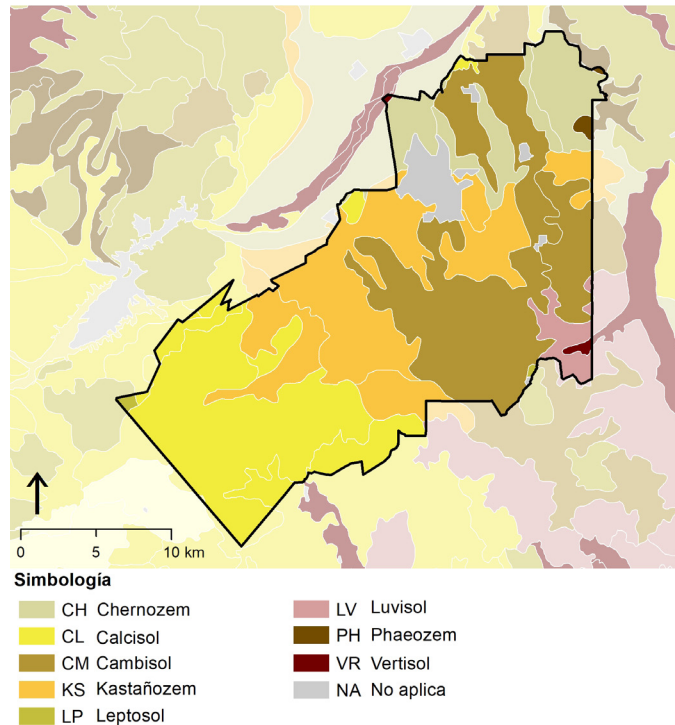 0 5 10 km
Simbología
CH Chernozem
CL Calcisol
CM Cambisol
KS Kastañozem
LP Leptosol
LV Luvisol
PH Phaeozem
VR Vertisol
NA No aplica